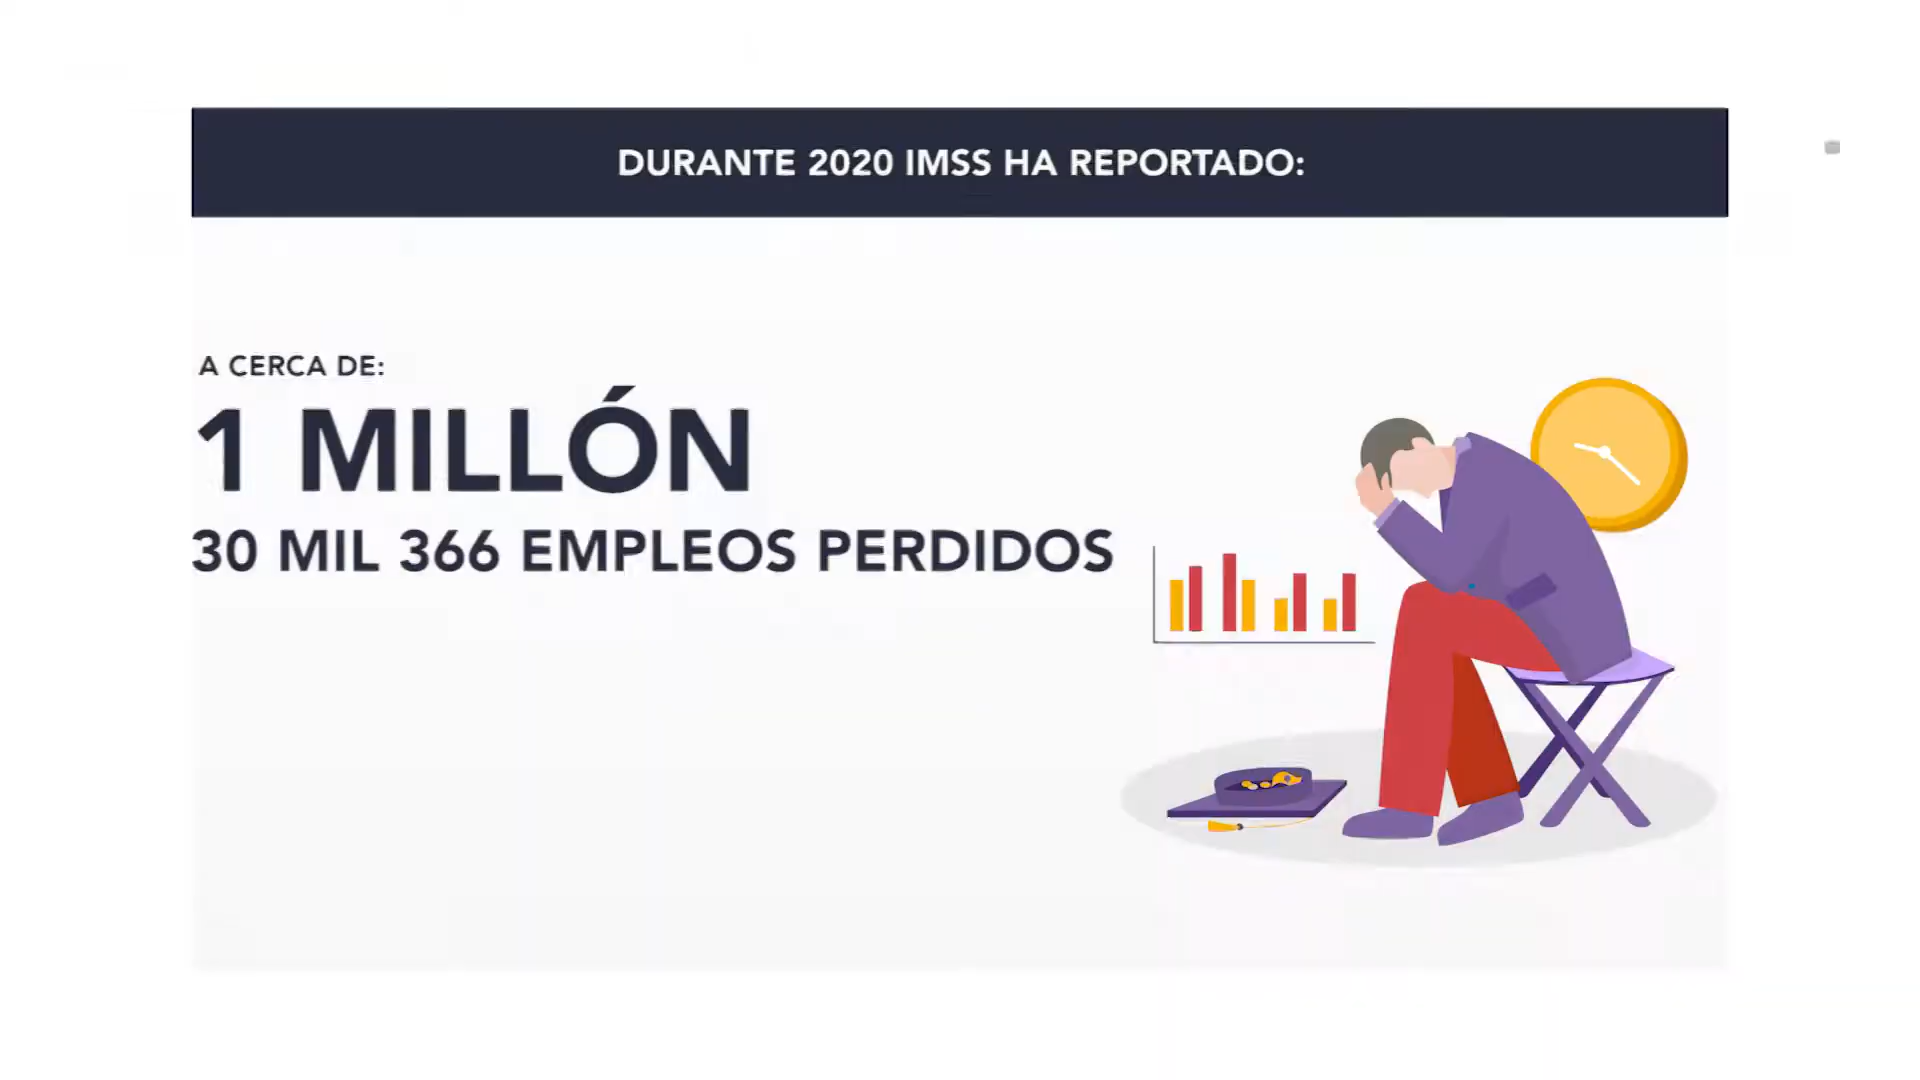 DURANTE 2020 IMSS HA REPORTADO:
A CERCA DE:
1 MILLÓN
30 MIL 366 EMPLEOS PERDIDOS